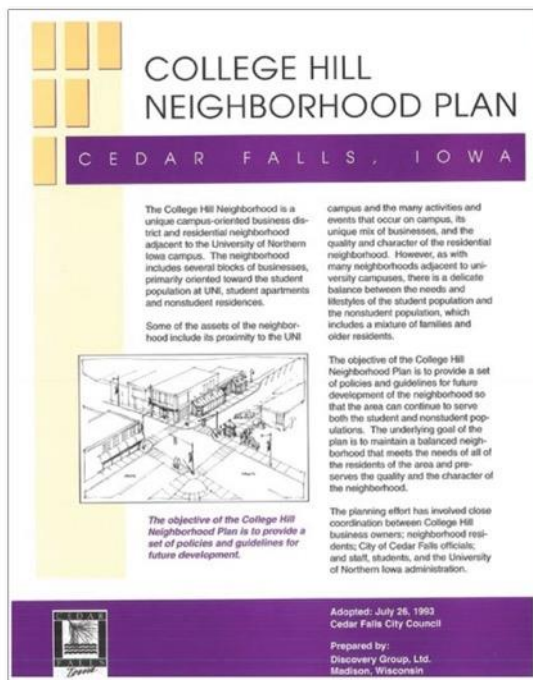 COLLEGE HILL
NEIGHBORHOOD PLAN
CEDAR FALLS, IOWA
The College Hill Neighborhood is a
unique campus-oriented business dis-
trict and residential neighborhood
adjacent to the University of Northern
Iowa campus. The neighborhood
includes several blocks of businesses,
primarily oriented toward the student
population at UNI, student apartments
and nonstudent residences.
Some of the assets of the neighbor-
hood include its proximity to the UNI
campus and the many activities and
events that occur on campus, its
unique mix of businesses, and the
quality and character of the residential
neighborhood. However, as with
many neighborhoods adjacent to uni-
versity campuses, there is a delicate
balance between the needs and
lifestyles of the student population and
the nonstudent population, which
includes a mixture of families and
older residents.
The objective of the College Hill
Neighborhood Plan is to provide a set
of policies and guidelines for future
development of the neighborhood so
that the area can continue to serve
both the student and nonstudent pop-
ulations. The underlying goal of the
plan is to maintain a balanced neigh-
borhood that meets the needs of all of
the residents of the area and pre-
serves the quality and the character of
the neighborhood.
The planning effort has involved close
coordination between College Hill
business owners; neighborhood resi-
dents; City of Cedar Falls officials;
and staff, students, and the University
of Northern Iowa administration.
The objective of the College Hill
Neighborhood Plan is to provide a
set of policies and guidelines for
future development.
CEDAR
FALLS
Iowa
Adopted: July 26, 1993
Cedar Falls City Council
Prepared by:
Discovery Group, Ltd.
Madison, Wisconsin